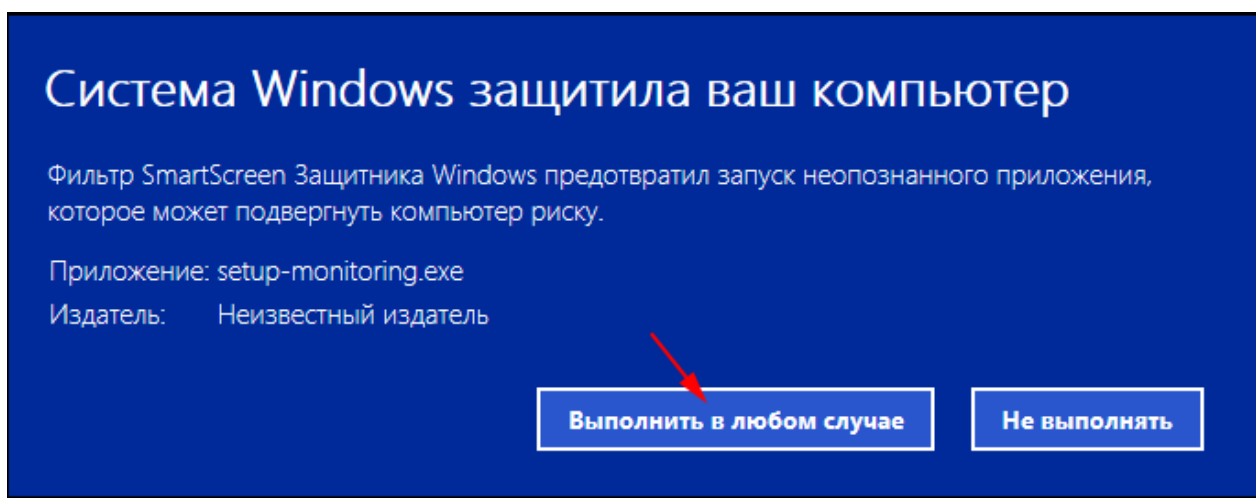 Система Windows защитила ваш компьютер
Фильтр SmartScreen Защитника Windows предотвратил запуск неопознанного приложения,
которое может подвергнуть компьютер риску.
Приложение: setup-monitoring.exe
Издатель: Неизвестный издатель
Выполнить в любом случае Не выполнять